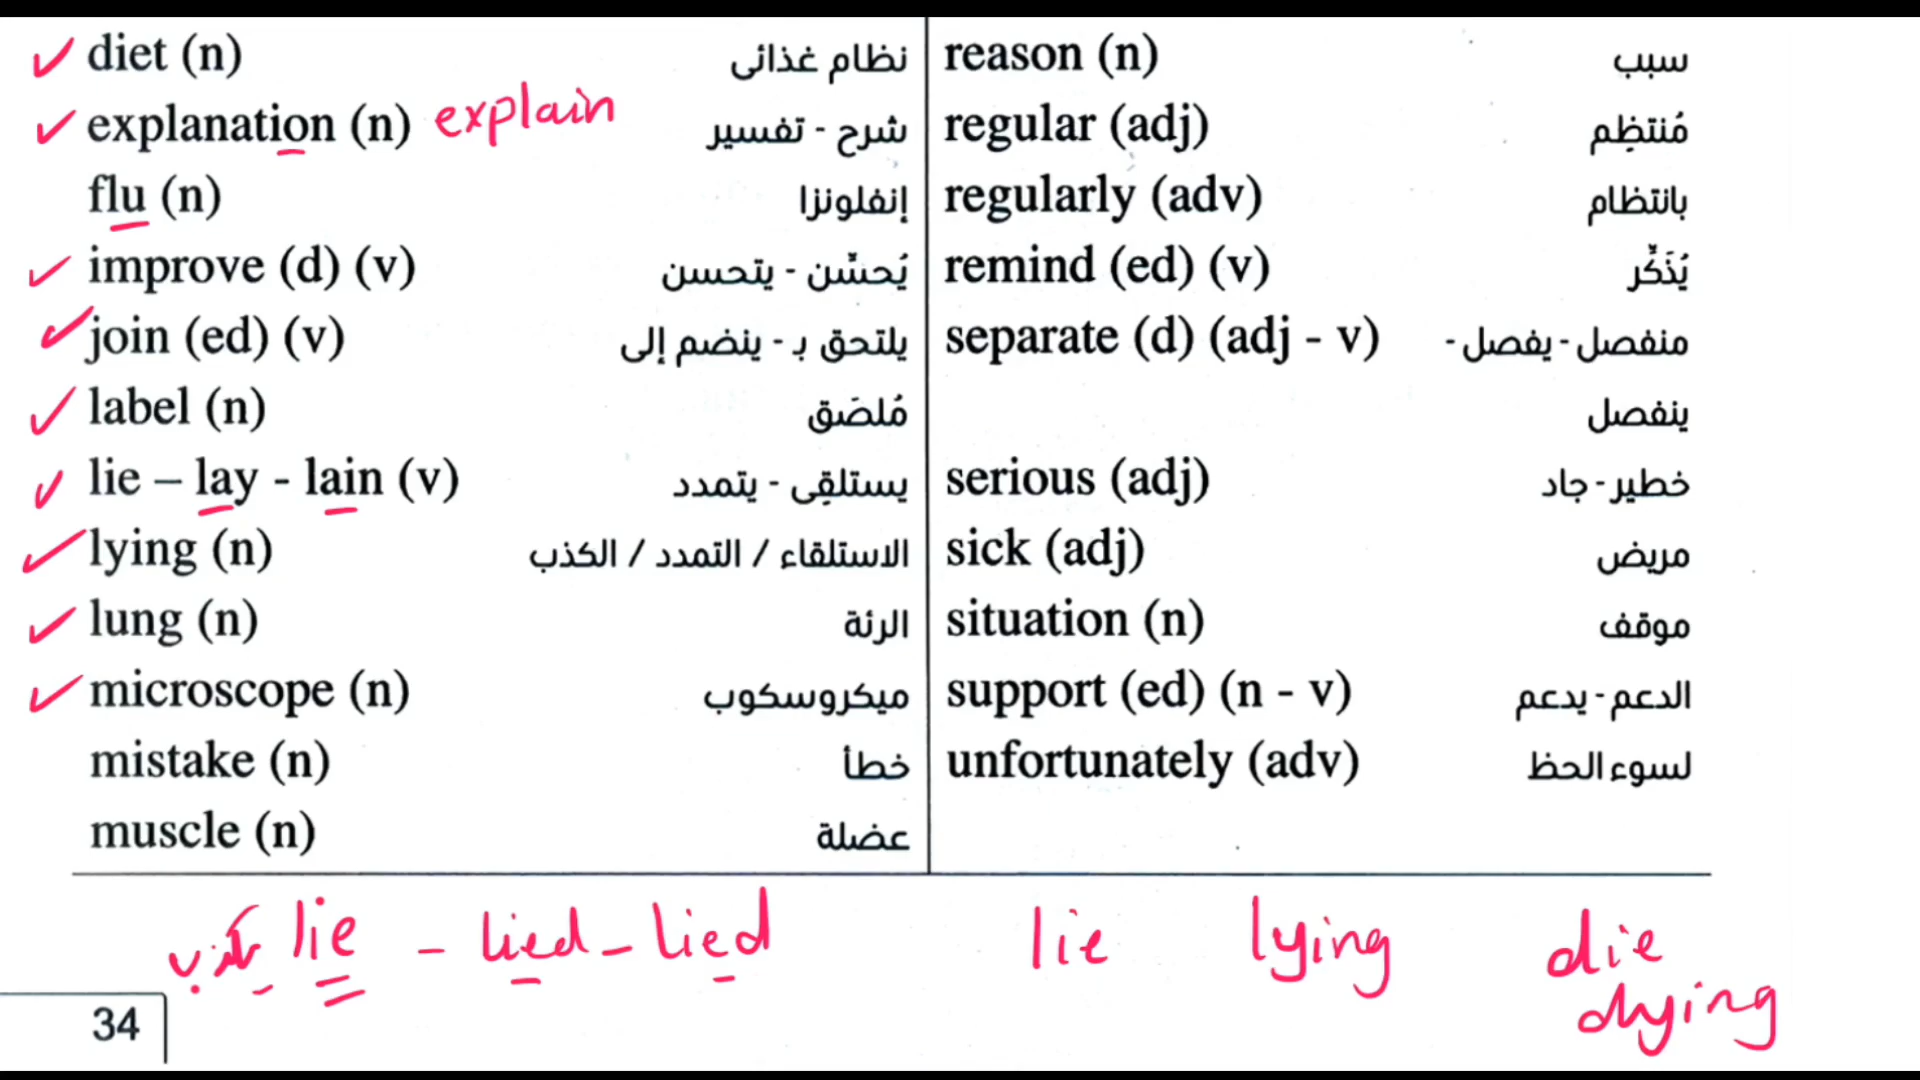 diet (n) نظام غذائى
explanation (n) explain شرح - تفسير
flu (n) إنفلونزا
improve (d) (v) يُحسِّن - يتحسن
join (ed) (v) يلتحق بـ - ينضم إلى
label (n) مُلصَق
lie – lay - lain (v) يستلقِى - يتمدد
lying (n) الاستلقاء / التمدد / الكذب
lung (n) الرئة
microscope (n) ميكروسكوب
mistake (n) خطأ
muscle (n) عضلة
reason (n) سبب
regular (adj) مُنتظِم
regularly (adv) بانتظام
remind (ed) (v) يُذَكِّر
separate (d) (adj - v) منفصل - يفصل -
ينفصل
serious (adj) خطير - جاد
sick (adj) مريض
situation (n) موقف
support (ed) (n - v) الدعم - يدعم
unfortunately (adv) لسوء الحظ
يكذب lie - lied - lied
lie lying die
dying
34